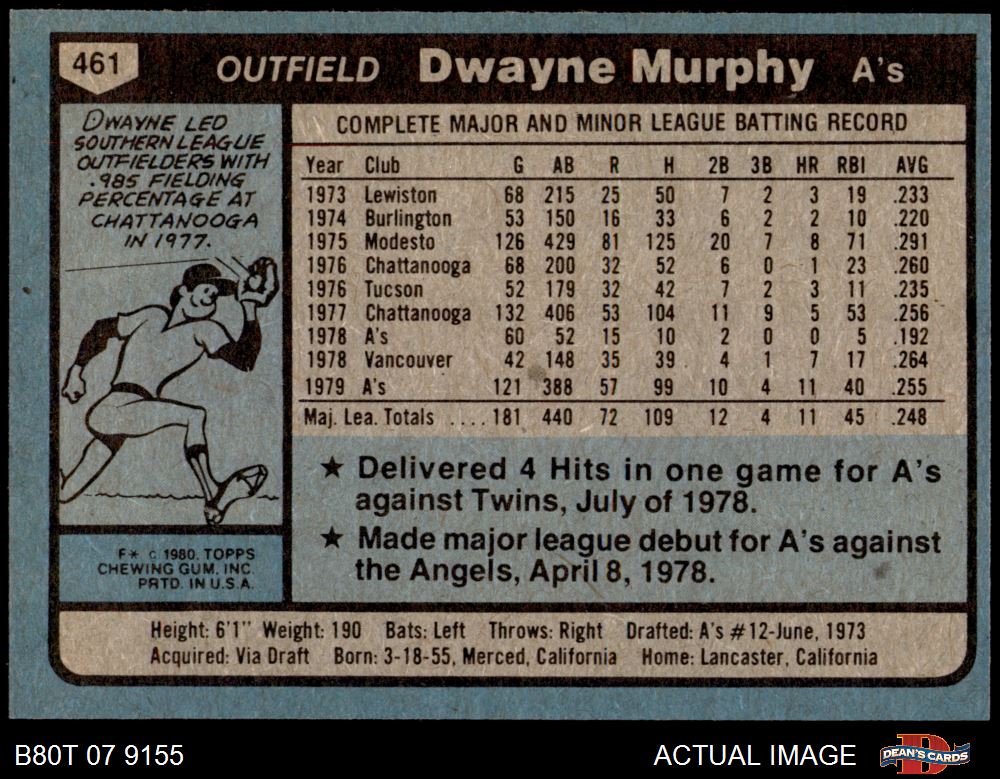 461 OUTFIELD Dwayne Murphy A's
DWAYNE LED
SOUTHERN LEAGUE
OUTFIELDERS WITH
.985 FIELDING
PERCENTAGE AT
CHATTANOOGA
IN 1977.
F* © 1980. TOPPS
CHEWING GUM, INC.
PRTD. IN U.S.A.
COMPLETE MAJOR AND MINOR LEAGUE BATTING RECORD
Year Club G AB R H 2B 3B HR RBI AVG
1973 Lewiston 68 215 25 50 7 2 3 19 .233
1974 Burlington 53 150 16 33 6 2 2 10 .220
1975 Modesto 126 429 81 125 20 7 8 71 .291
1976 Chattanooga 68 200 32 52 6 0 1 23 .260
1976 Tucson 52 179 32 42 7 2 3 11 .235
1977 Chattanooga 132 406 53 104 11 9 5 53 .256
1978 A's 60 52 15 10 2 0 0 5 .192
1978 Vancouver 42 148 35 39 4 1 7 17 .264
1979 A's 121 388 57 99 10 4 11 40 .255
Maj. Lea. Totals .... 181 440 72 109 12 4 11 45 .248
★ Delivered 4 Hits in one game for A's
against Twins, July of 1978.
★ Made major league debut for A's against
the Angels, April 8, 1978.
Height: 6'1" Weight: 190 Bats: Left Throws: Right Drafted: A's #12-June, 1973
Acquired: Via Draft Born: 3-18-55, Merced, California Home: Lancaster, California
B80T 07 9155 ACTUAL IMAGE DEAN'S CARDS